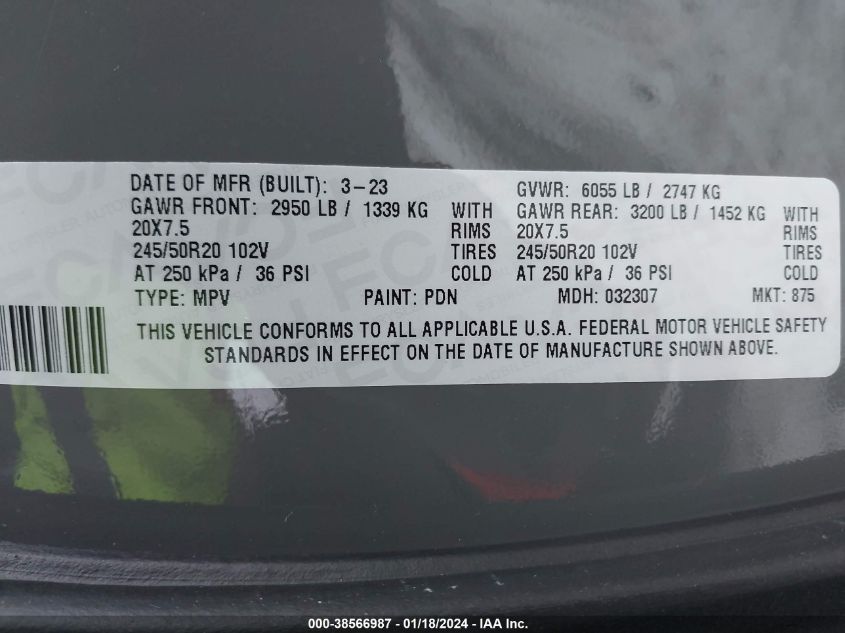 DATE OF MFR (BUILT): 3-23 GVWR: 6055 LB / 2747 KG
GAWR FRONT: 2950 LB / 1339 KG WITH GAWR REAR: 3200 LB / 1452 KG WITH
20X7.5 RIMS 20X7.5 RIMS
245/50R20 102V TIRES 245/50R20 102V TIRES
AT 250 kPa / 36 PSI COLD AT 250 kPa / 36 PSI COLD
TYPE: MPV PAINT: PDN MDH: 032307 MKT: 875
THIS VEHICLE CONFORMS TO ALL APPLICABLE U.S.A. FEDERAL MOTOR VEHICLE SAFETY
STANDARDS IN EFFECT ON THE DATE OF MANUFACTURE SHOWN ABOVE.
000-38566987 - 01/18/2024 - IAA Inc.